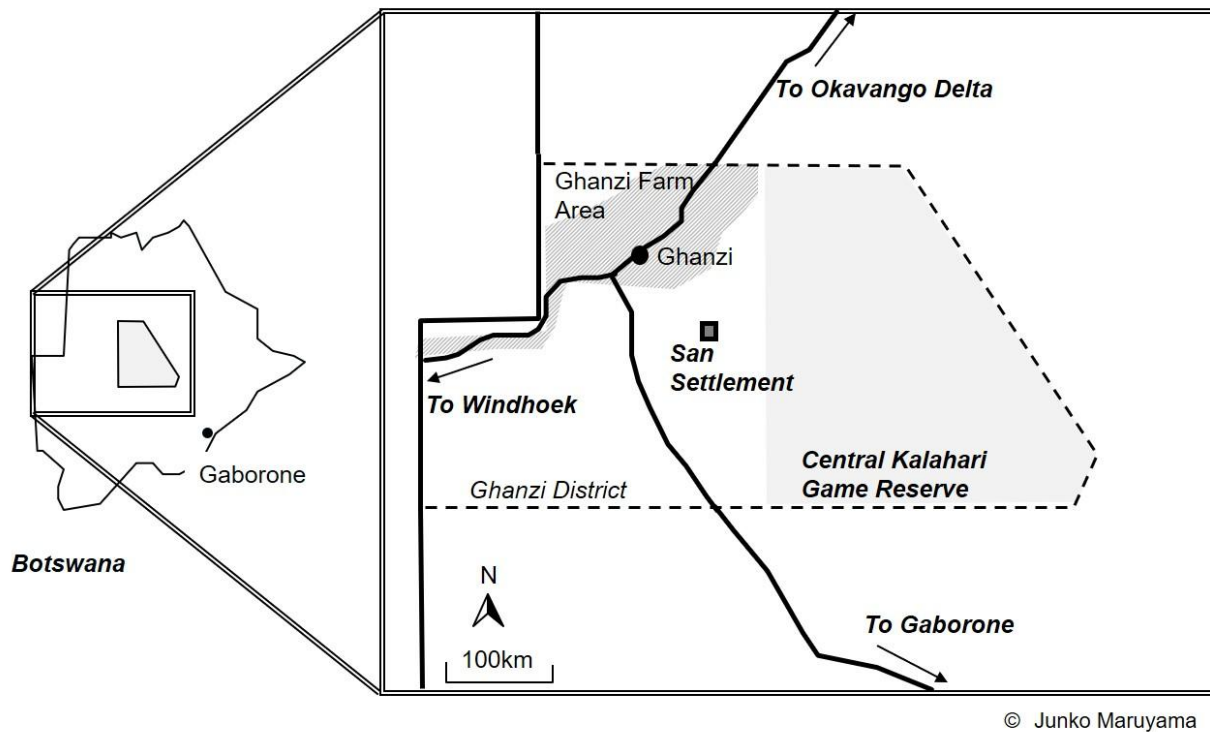 To Okavango Delta
Ghanzi Farm
Area
Ghanzi
San
Settlement
To Windhoek
Gaborone
Central Kalahari
Game Reserve
Ghanzi District
Botswana
N
To Gaborone
100km
© Junko Maruyama